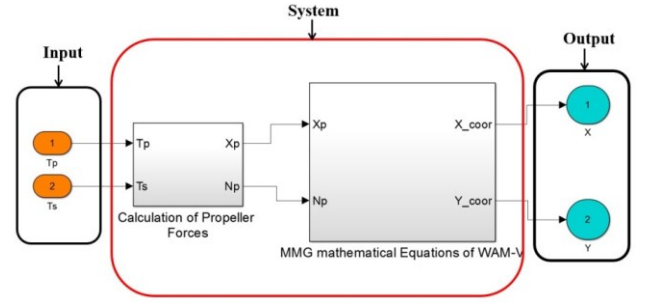 System
Input
Output
1
Tp
2
Ts
Tp
Xp
Ts
Np
Calculation of Propeller
Forces
Xp
X_coor
Np
Y_coor
MMG mathematical Equations of WAM-V
1
X
2
Y